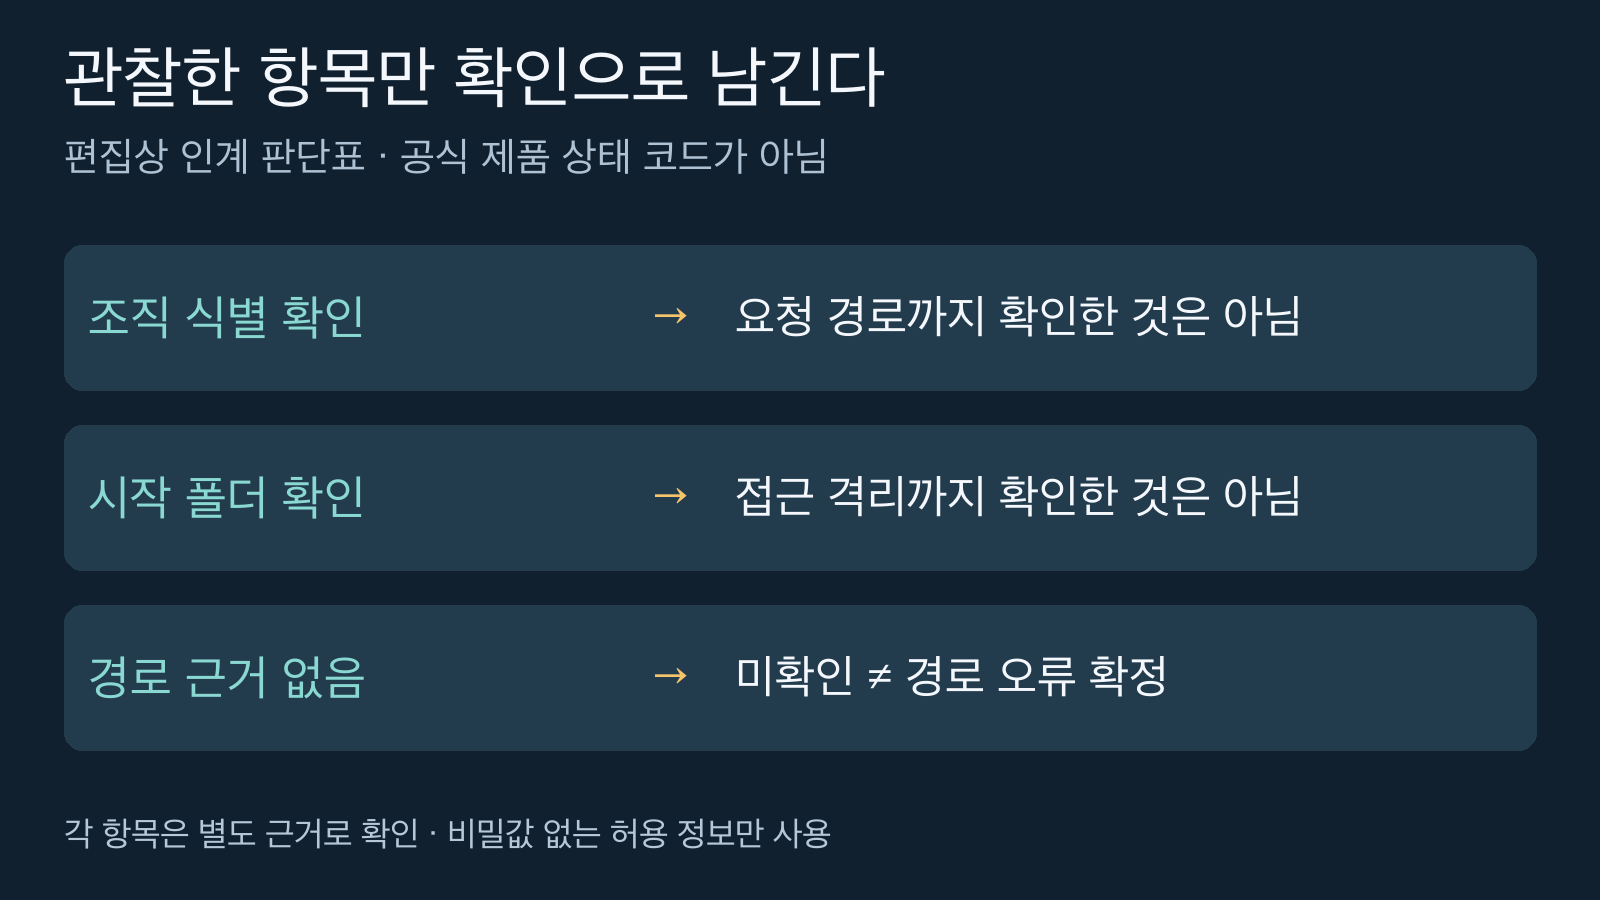 관찰한 항목만 확인으로 남긴다
편집상 인계 판단표 · 공식 제품 상태 코드가 아님
조직 식별 확인 → 요청 경로까지 확인한 것은 아님
시작 폴더 확인 → 접근 격리까지 확인한 것은 아님
경로 근거 없음 → 미확인 ≠ 경로 오류 확정
각 항목은 별도 근거로 확인 · 비밀값 없는 허용 정보만 사용